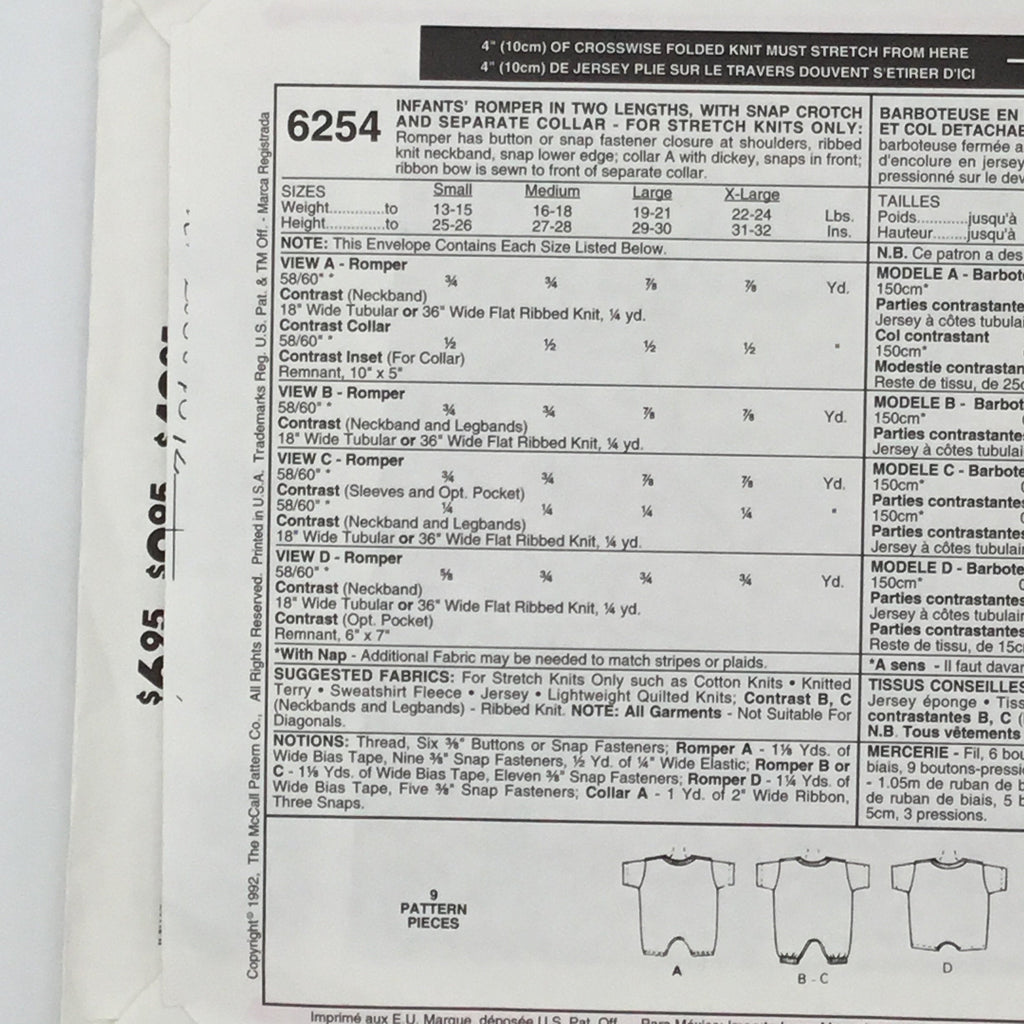 4" (10cm) OF CROSSWISE FOLDED KNIT MUST STRETCH FROM HERE
4" (10cm) DE JERSEY PLIE SUR LE TRAVERS DOUVENT S'ETIRER D'ICI
6254
INFANTS' ROMPER IN TWO LENGTHS, WITH SNAP CROTCH
AND SEPARATE COLLAR - FOR STRETCH KNITS ONLY:
Romper has button or snap fastener closure at shoulders, ribbed
knit neckband, snap lower edge; collar A with dickey, snaps in front;
ribbon bow is sewn to front of separate collar.
SIZES Small Medium Large X-Large
Weight.............to 13-15 16-18 19-21 22-24 Lbs.
Height..............to 25-26 27-28 29-30 31-32 Ins.
NOTE: This Envelope Contains Each Size Listed Below.
VIEW A - Romper
58/60"* ¾ ¾ ⅞ ⅞ Yd.
Contrast (Neckband)
18" Wide Tubular or 36" Wide Flat Ribbed Knit, ¼ yd.
Contrast Collar
58/60"* ½ ½ ½ ½ "
Contrast Inset (For Collar)
Remnant, 10" x 5"
VIEW B - Romper
58/60"* ¾ ¾ ⅞ ⅞ Yd.
Contrast (Neckband and Legbands)
18" Wide Tubular or 36" Wide Flat Ribbed Knit, ¼ yd.
VIEW C - Romper
58/60"* ¾ ¾ ⅞ ⅞ Yd.
Contrast (Sleeves and Opt. Pocket)
58/60"* ¼ ¼ ¼ ¼ "
Contrast (Neckband and Legbands)
18" Wide Tubular or 36" Wide Flat Ribbed Knit, ¼ yd.
VIEW D - Romper
58/60"* ⅝ ¾ ¾ ¾ Yd.
Contrast (Neckband)
18" Wide Tubular or 36" Wide Flat Ribbed Knit, ¼ yd.
Contrast (Opt. Pocket)
Remnant, 6" x 7"
*With Nap - Additional Fabric may be needed to match stripes or plaids.
SUGGESTED FABRICS: For Stretch Knits Only such as Cotton Knits • Knitted
Terry • Sweatshirt Fleece • Jersey • Lightweight Quilted Knits; Contrast B, C
(Neckbands and Legbands) - Ribbed Knit. NOTE: All Garments - Not Suitable For
Diagonals.
NOTIONS: Thread, Six ⅜" Buttons or Snap Fasteners; Romper A - 1⅛ Yds. of
Wide Bias Tape, Nine ⅜" Snap Fasteners, ½ Yd. of ¼" Wide Elastic; Romper B or
C - 1⅛ Yds. of Wide Bias Tape, Eleven ⅜" Snap Fasteners; Romper D - 1¼ Yds. of
Wide Bias Tape, Five ⅜" Snap Fasteners; Collar A - 1 Yd. of 2" Wide Ribbon,
Three Snaps.
BARBOTEUSE EN
ET COL DETACHAB
barboteuse fermée a
d'encolure en jersey
pressionné sur le dev
TAILLES
Poids............jusqu'à
Hauteur........jusqu'à
N.B. Ce patron a des
MODELE A - Barbot
150cm*
Parties contrastante
Jersey à côtes tubula
Col contrastant
150cm*
Modestie contrastan
Reste de tissu, de 25c
MODELE B - Barbot
150cm*
Parties contrastante
Jersey à côtes tubulai
MODELE C - Barbote
150cm*
Parties contrastantes
150cm*
Parties contrastantes
Jersey à côtes tubulain
MODELE D - Barbote
150cm*
Parties contrastantes
Jersey à côtes tubulair
Parties contrastantes
Reste de tissu, de 15c
*A sens - Il faut davan
TISSUS CONSEILLES
Jersey éponge • Tiss
contrastantes B, C (
N.B. Tous vêtements
MERCERIE - Fil, 6 bou
biais, 9 boutons-pressi
- 1.05m de ruban de b
de ruban de biais, 5 b
5cm, 3 pressions.
9
PATTERN
PIECES
A
B - C
D
Copyright® 1992, The McCall Pattern Co., All Rights Reserved. Printed in U.S.A. Trademarks Reg. U.S. Pat. & TM Off. - Marca Registrada
Imprimé aux E.U. Marque, déposée U.S. Pat. Off.